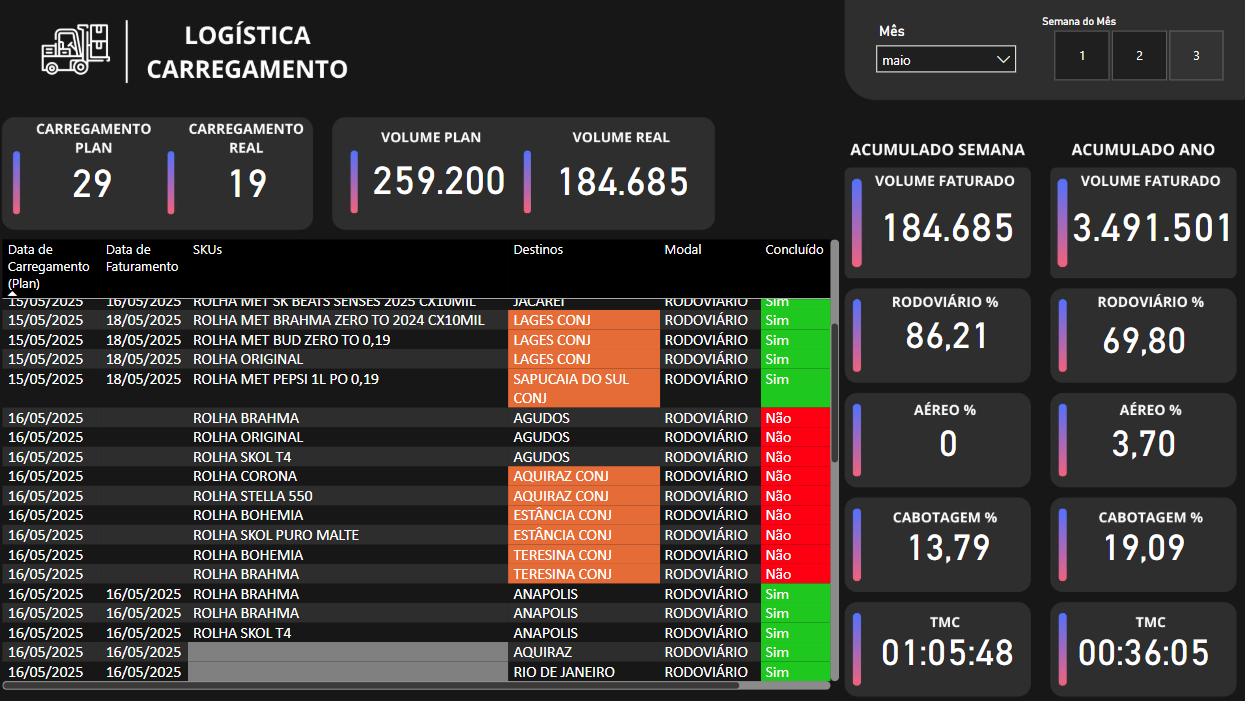 LOGÍSTICA
CARREGAMENTO
Mês
maio
Semana do Mês
1 2 3
CARREGAMENTO
PLAN
29
CARREGAMENTO
REAL
19
VOLUME PLAN
259.200
VOLUME REAL
184.685
Data de
Carregamento
(Plan)
Data de
Faturamento
SKUs
Destinos
Modal
Concluído
15/05/2025 16/05/2025 ROLHA MET SK BEATS SENSES 2025 CX10MIL JACAREÍ RODOVIÁRIO Sim
15/05/2025 18/05/2025 ROLHA MET BRAHMA ZERO TO 2024 CX10MIL LAGES CONJ RODOVIÁRIO Sim
15/05/2025 18/05/2025 ROLHA MET BUD ZERO TO 0,19 LAGES CONJ RODOVIÁRIO Sim
15/05/2025 18/05/2025 ROLHA ORIGINAL LAGES CONJ RODOVIÁRIO Sim
15/05/2025 18/05/2025 ROLHA MET PEPSI 1L PO 0,19 SAPUCAIA DO SUL RODOVIÁRIO Sim
CONJ
16/05/2025 ROLHA BRAHMA AGUDOS RODOVIÁRIO Não
16/05/2025 ROLHA ORIGINAL AGUDOS RODOVIÁRIO Não
16/05/2025 ROLHA SKOL T4 AGUDOS RODOVIÁRIO Não
16/05/2025 ROLHA CORONA AQUIRAZ CONJ RODOVIÁRIO Não
16/05/2025 ROLHA STELLA 550 AQUIRAZ CONJ RODOVIÁRIO Não
16/05/2025 ROLHA BOHEMIA ESTÂNCIA CONJ RODOVIÁRIO Não
16/05/2025 ROLHA SKOL PURO MALTE ESTÂNCIA CONJ RODOVIÁRIO Não
16/05/2025 ROLHA BOHEMIA TERESINA CONJ RODOVIÁRIO Não
16/05/2025 ROLHA BRAHMA TERESINA CONJ RODOVIÁRIO Não
16/05/2025 16/05/2025 ROLHA BRAHMA ANAPOLIS RODOVIÁRIO Sim
16/05/2025 16/05/2025 ROLHA BRAHMA ANAPOLIS RODOVIÁRIO Sim
16/05/2025 16/05/2025 ROLHA SKOL T4 ANAPOLIS RODOVIÁRIO Sim
16/05/2025 16/05/2025 AQUIRAZ RODOVIÁRIO Sim
16/05/2025 16/05/2025 RIO DE JANEIRO RODOVIÁRIO Sim
ACUMULADO SEMANA
VOLUME FATURADO
184.685
RODOVIÁRIO %
86,21
AÉREO %
0
CABOTAGEM %
13,79
TMC
01:05:48
ACUMULADO ANO
VOLUME FATURADO
3.491.501
RODOVIÁRIO %
69,80
AÉREO %
3,70
CABOTAGEM %
19,09
TMC
00:36:05